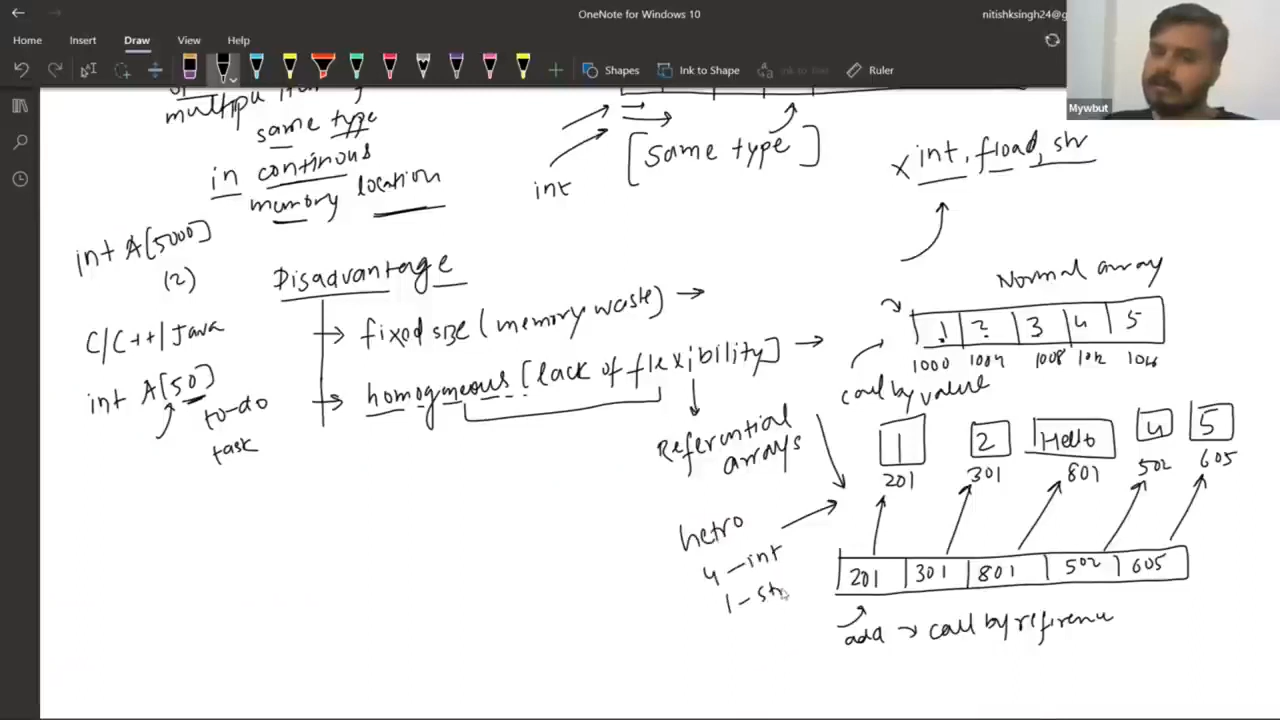 OneNote for Windows 10
nitishksingh24@g
Home Insert Draw View Help
Shapes Ink to Shape Ruler
Mywbut
same type
in continous
memory location
int
[same type]
x int, fload, str
int A[5000]
(2)
C/C++/Java
int A[50]
to-do
task
Disadvantage
fixed size (memory waste)
homogneous [lack of flexibility]
Referential
arrays
Normal array
1 2 3 4 5
1000 1004 1008 1012
call by value
1 2 Hello 4 5
201 301 801 502 605
hetro
4 - int
1 - st
201 301 801 502 605
add → call by reference